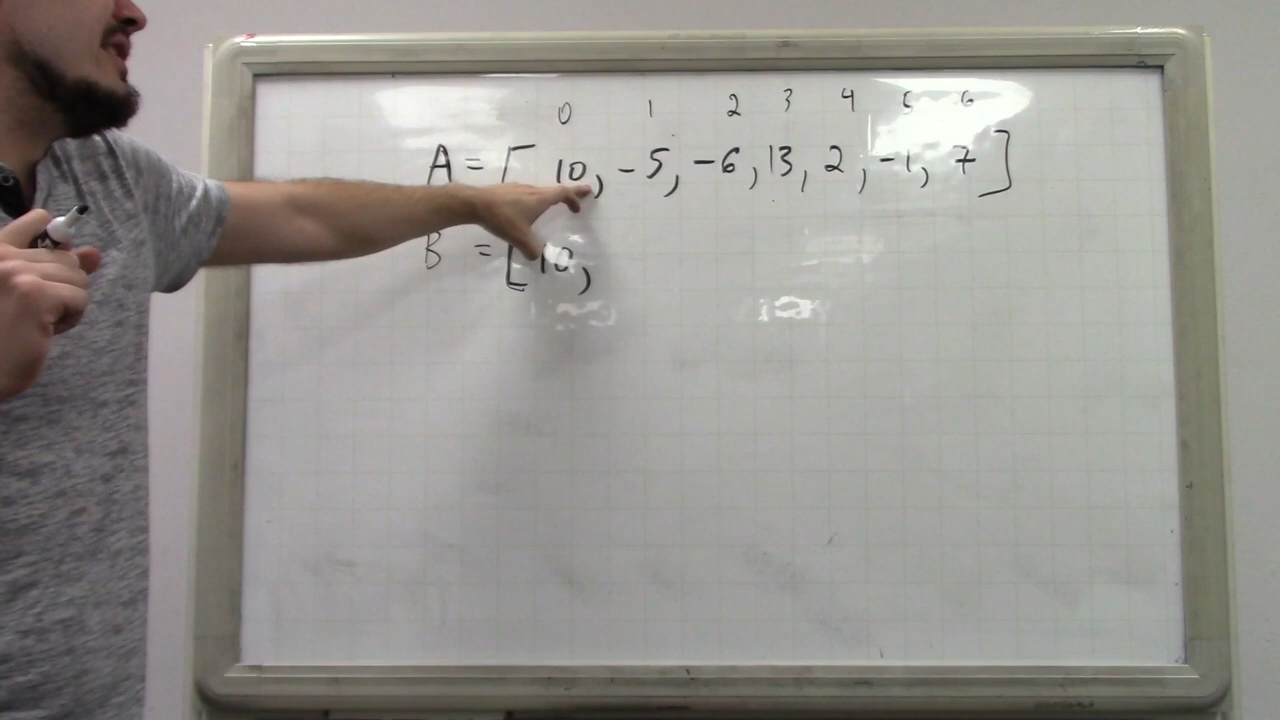 0 1 2 3 4 5 6
A = [ 10, -5, -6, 13, 2, -1, 7 ]
B = [ 10,